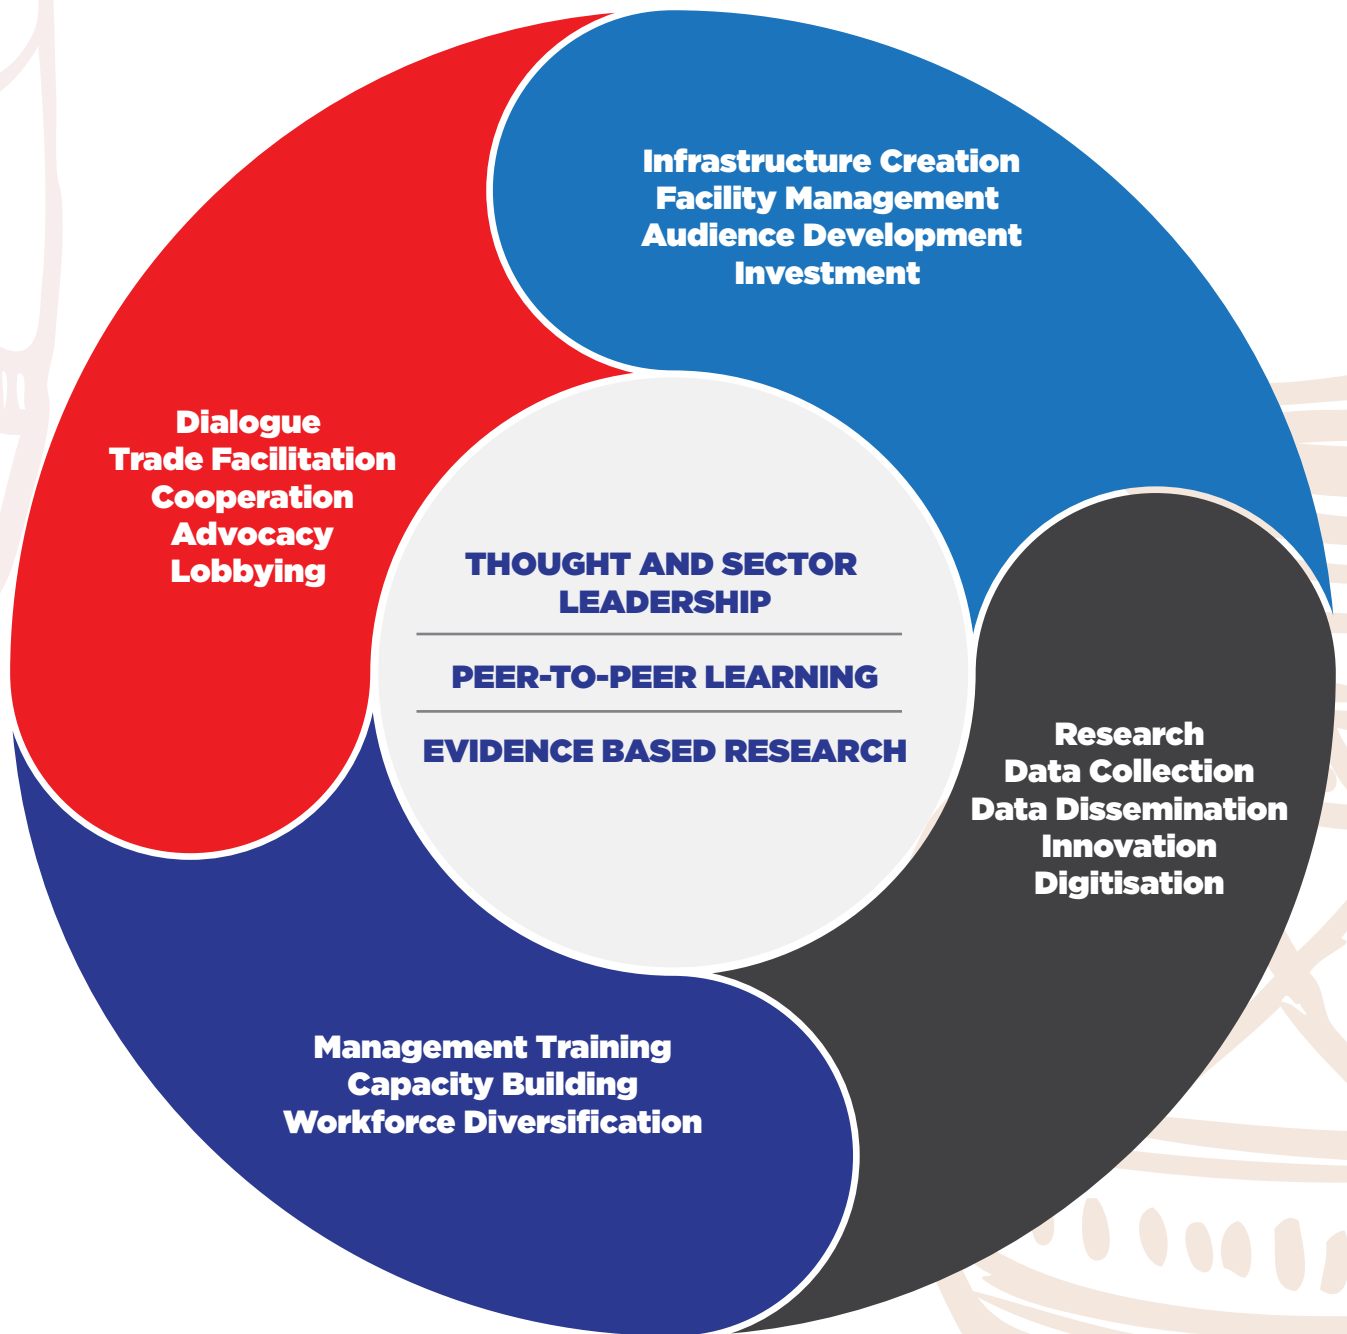 Infrastructure Creation
Facility Management
Audience Development
Investment
Dialogue
Trade Facilitation
Cooperation
Advocacy
Lobbying
THOUGHT AND SECTOR
LEADERSHIP
PEER-TO-PEER LEARNING
EVIDENCE BASED RESEARCH
Research
Data Collection
Data Dissemination
Innovation
Digitisation
Management Training
Capacity Building
Workforce Diversification